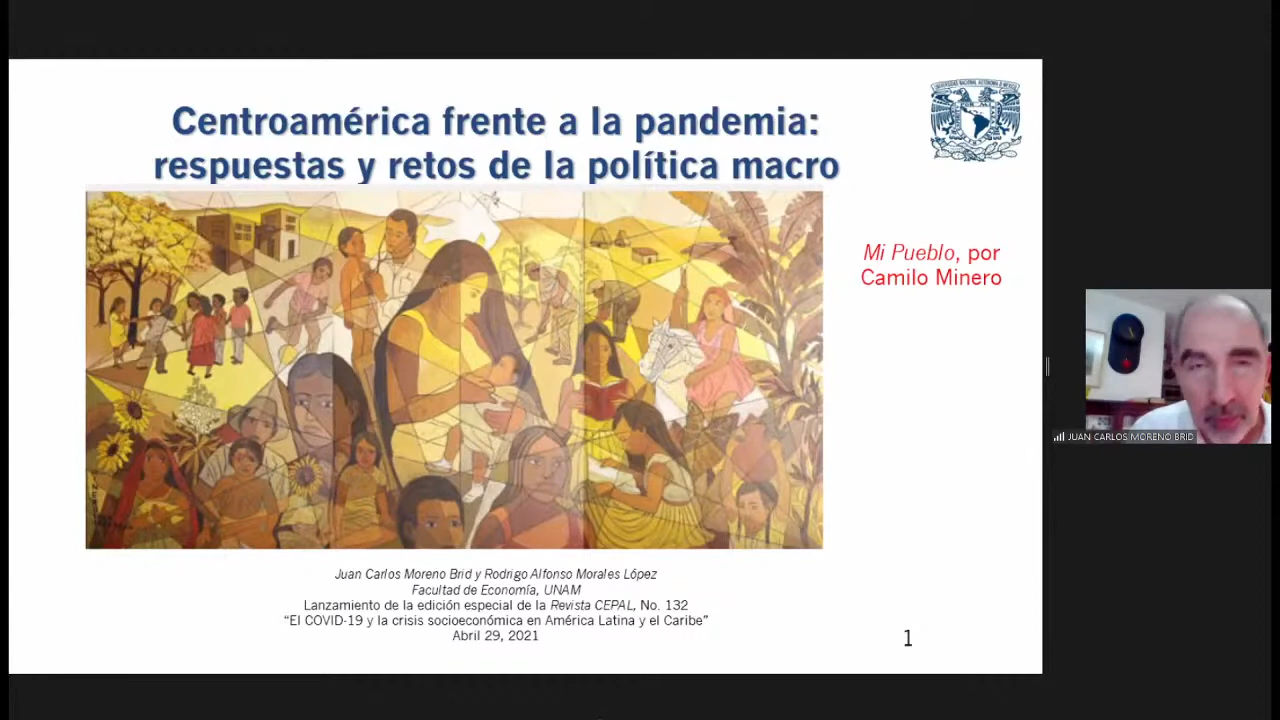 Centroamérica frente a la pandemia:
respuestas y retos de la política macro
Mi Pueblo, por
Camilo Minero
Juan Carlos Moreno Brid y Rodrigo Alfonso Morales López
Facultad de Economía, UNAM
Lanzamiento de la edición especial de la Revista CEPAL, No. 132
“El COVID-19 y la crisis socioeconómica en América Latina y el Caribe”
Abril 29, 2021
1
JUAN CARLOS MORENO BRID